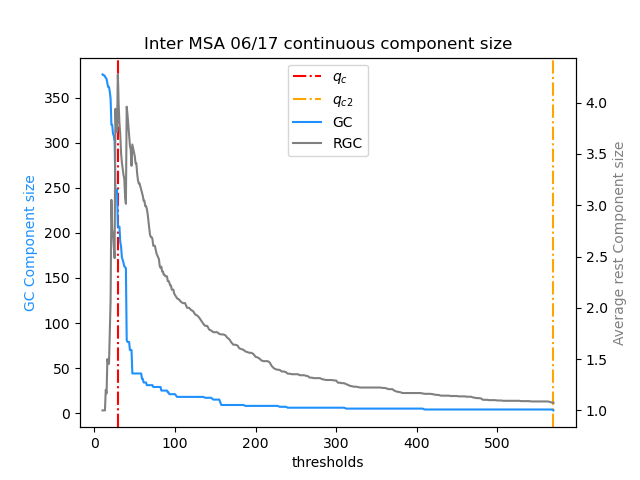 Inter MSA 06/17 continuous component size
q_c
q_c2
GC
RGC
GC Component size
350
300
250
200
150
100
50
0
4.0
3.5
3.0
2.5
2.0
1.5
1.0
Average rest Component size
0 100 200 300 400 500
thresholds